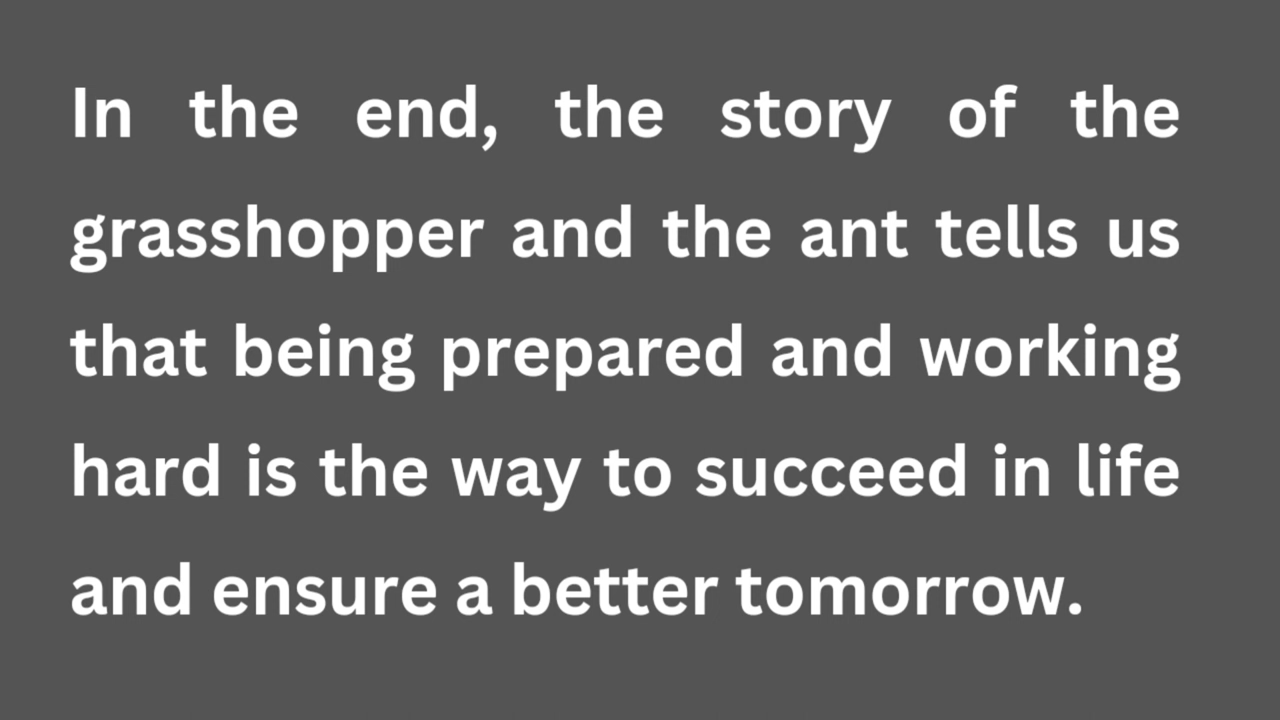 In the end, the story of the
grasshopper and the ant tells us
that being prepared and working
hard is the way to succeed in life
and ensure a better tomorrow.